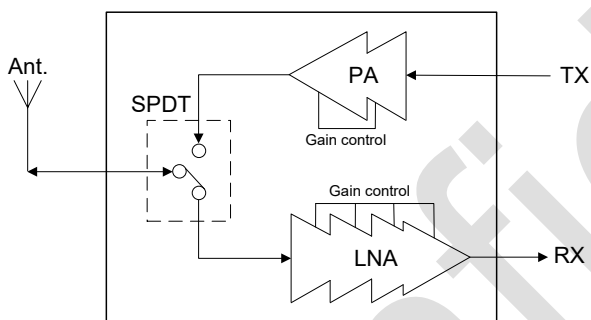 Ant.
PA
TX
SPDT
Gain control
Gain control
LNA
RX